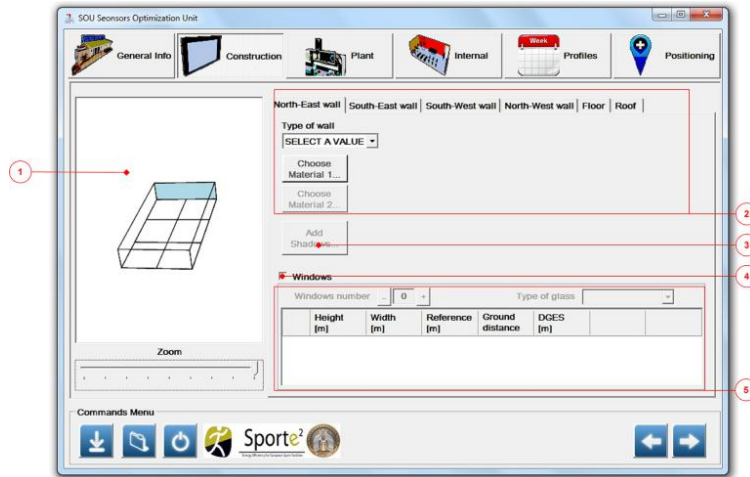 SOU Seonsors Optimization Unit
General Info
Construction
Plant
Internal
Week
Profiles
Positioning
North-East wall
South-East wall
South-West wall
North-West wall
Floor
Roof
Type of wall
SELECT A VALUE
Choose
Material 1...
Choose
Material 2...
Add
Shadows...
1
2
3
4
Windows
Windows number
-
0
+
Type of glass
Height
[m]
Width
[m]
Reference
[m]
Ground
distance
DGES
[m]
5
Zoom
Commands Menu
Sporte²